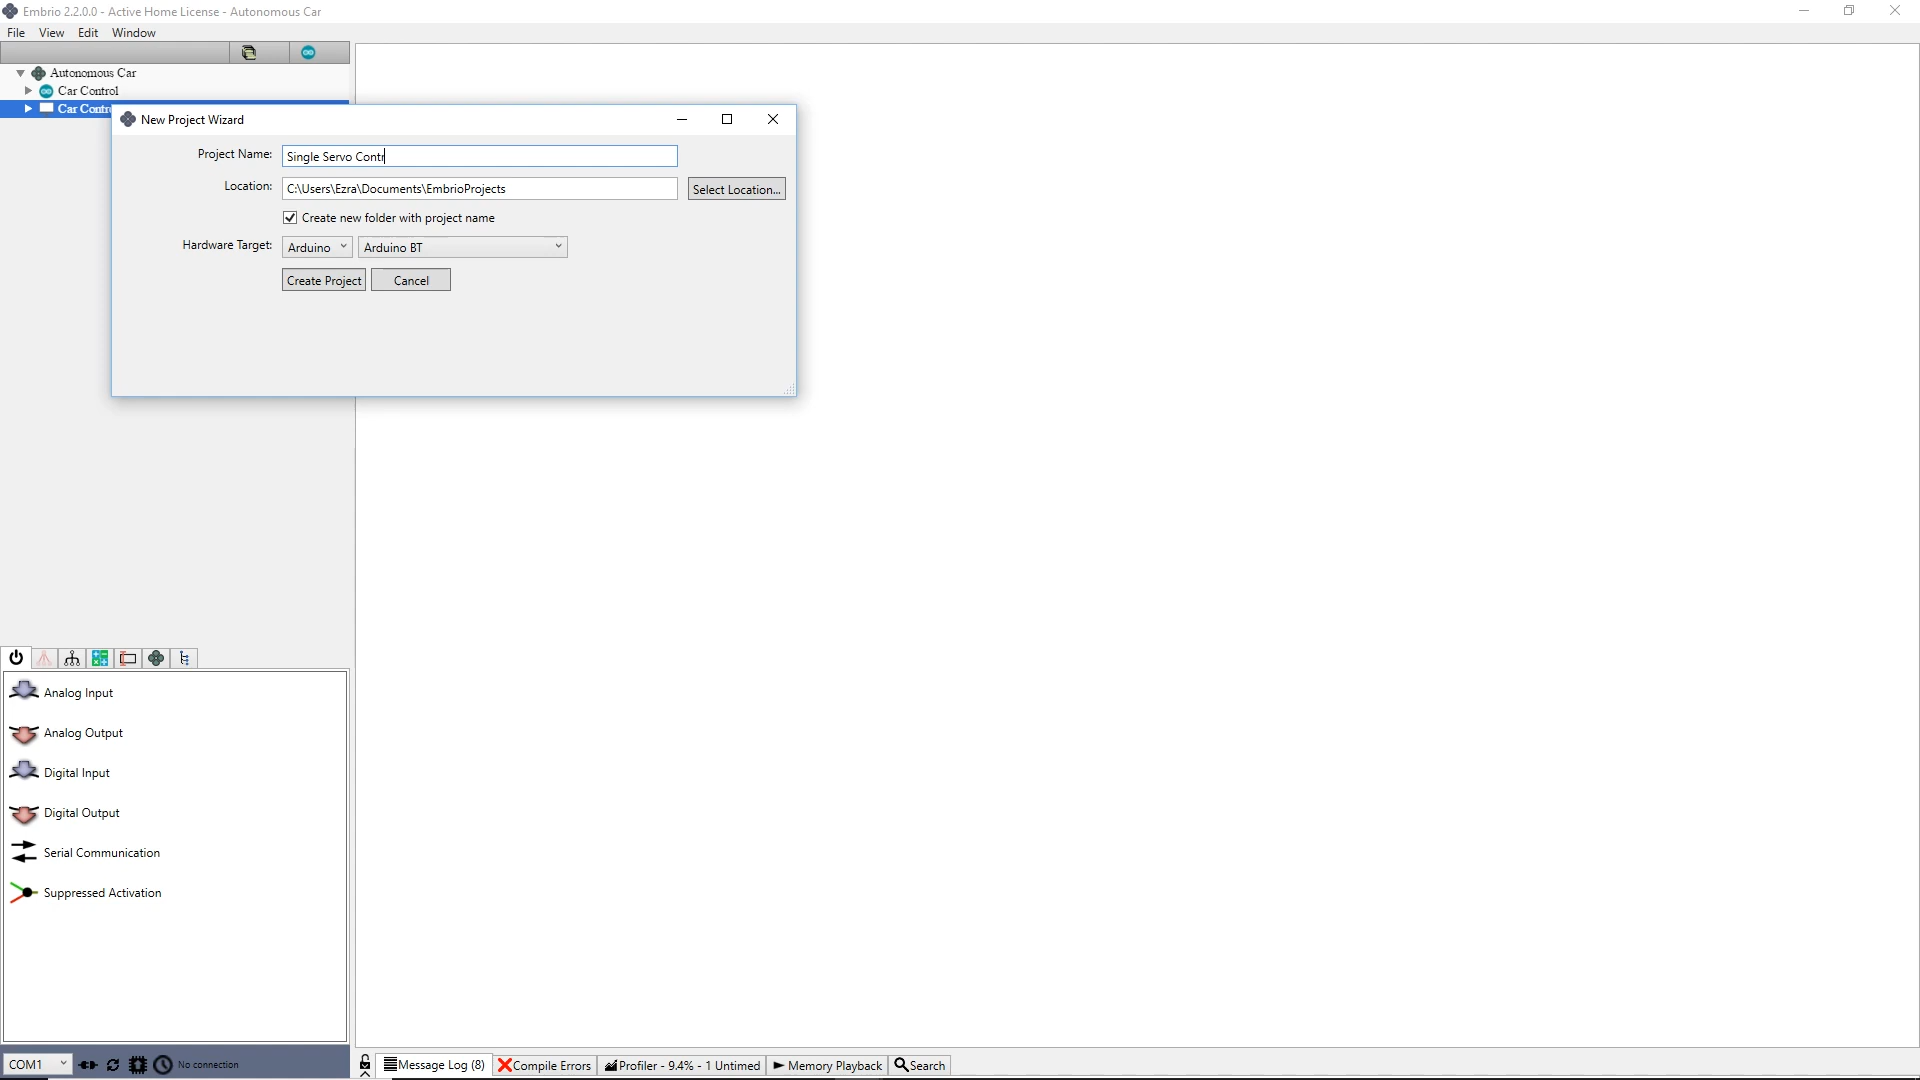 Embrio 2.2.0.0 - Active Home License - Autonomous Car
File View Edit Window
Autonomous Car
Car Control
Car Contr
New Project Wizard
Project Name: Single Servo Contr
Location: C:\Users\Ezra\Documents\EmbrioProjects Select Location...
Create new folder with project name
Hardware Target: Arduino Arduino BT
Create Project Cancel
Analog Input
Analog Output
Digital Input
Digital Output
Serial Communication
Suppressed Activation
COM1 No connection Message Log (8) Compile Errors Profiler - 9.4% - 1 Untimed Memory Playback Search